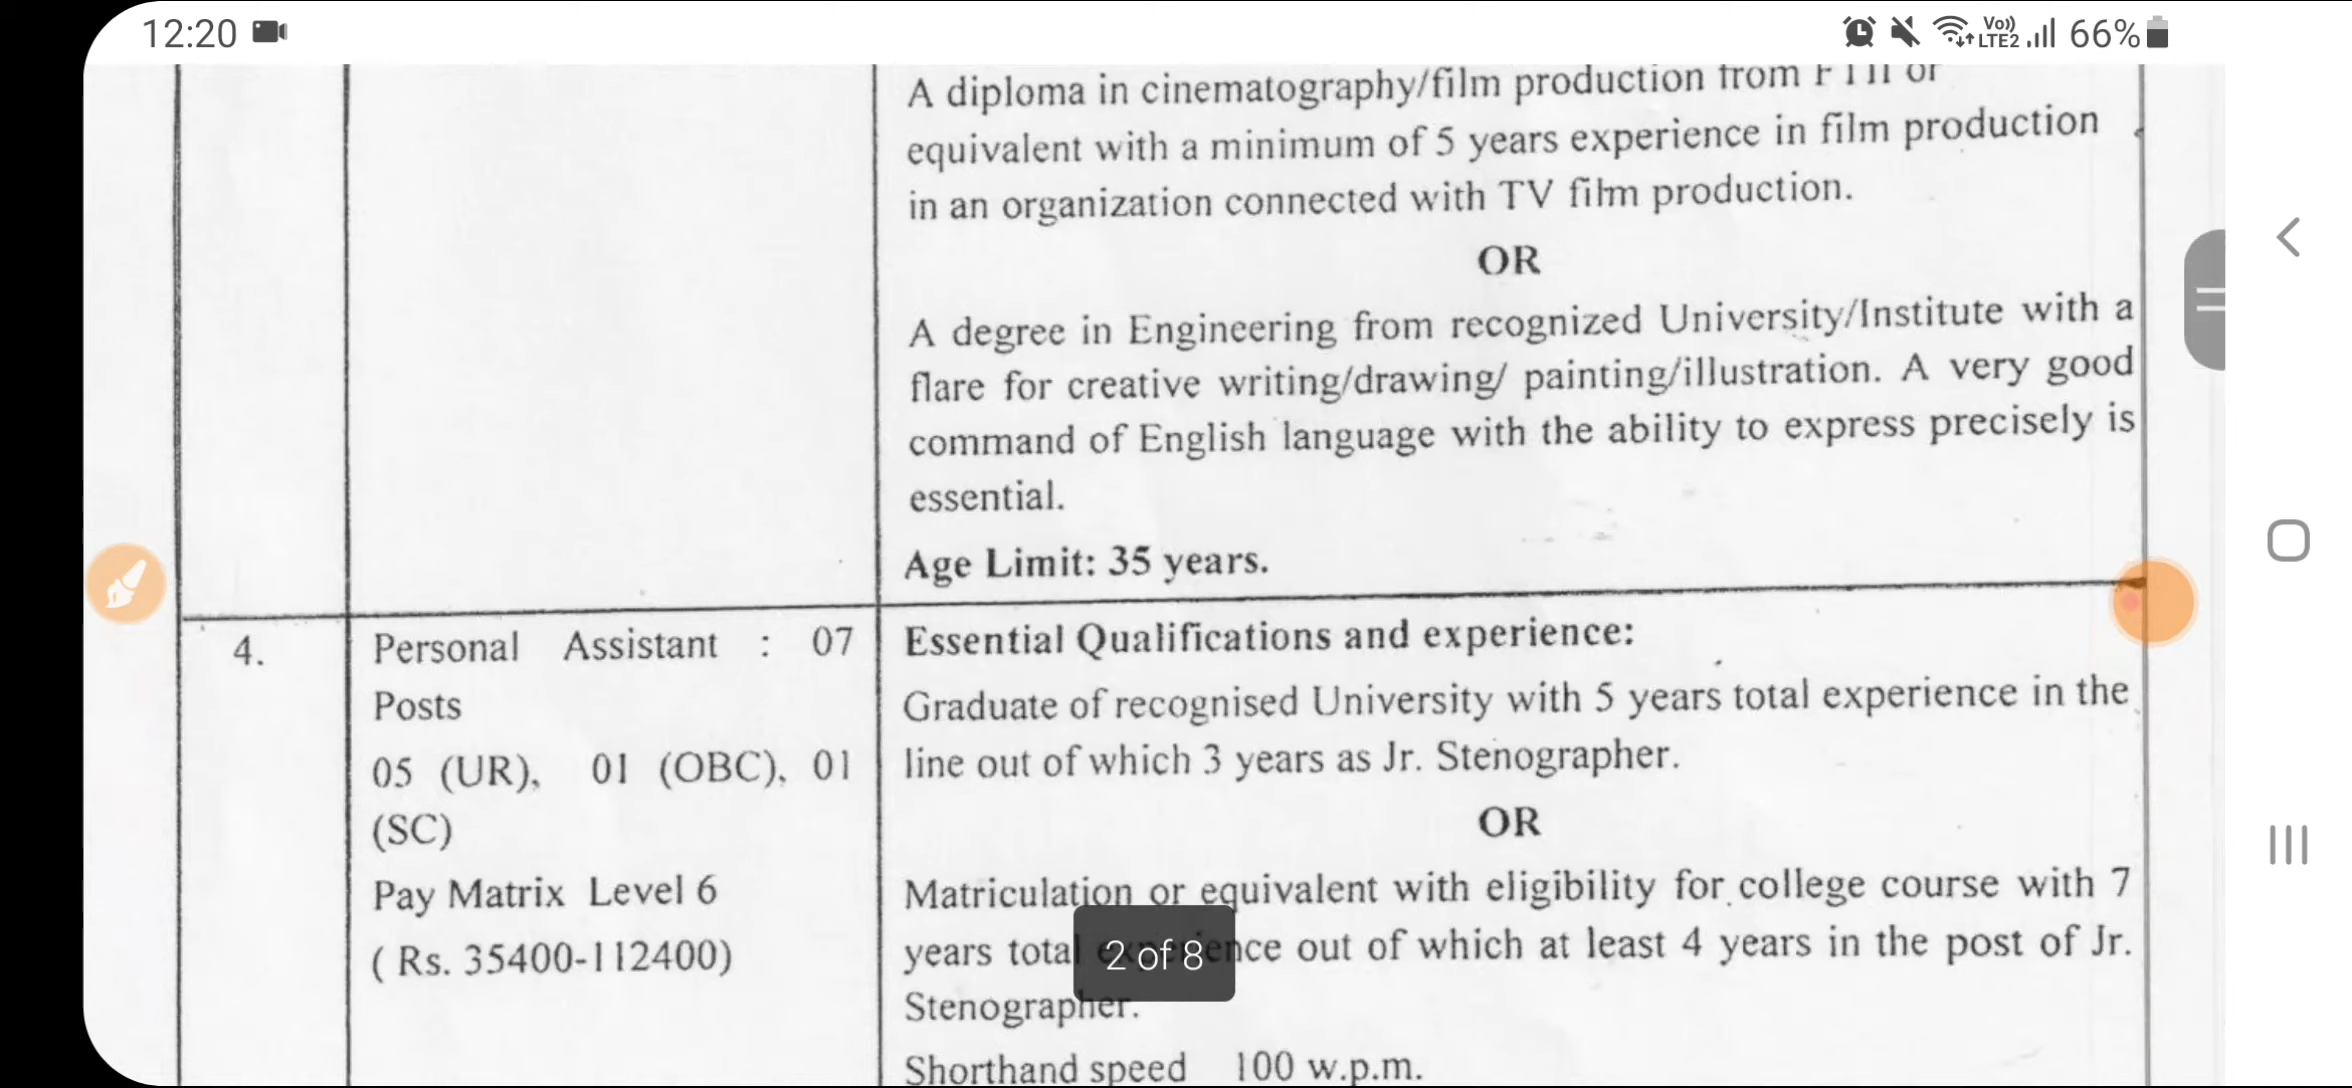 12:20
Vo)) LTE2 66%
A diploma in cinematography/film production from FTII or
equivalent with a minimum of 5 years experience in film production
in an organization connected with TV film production.
OR
A degree in Engineering from recognized University/Institute with a
flare for creative writing/drawing/ painting/illustration. A very good
command of English language with the ability to express precisely is
essential.
Age Limit: 35 years.
4.
Personal Assistant : 07
Posts
05 (UR), 01 (OBC), 01
(SC)
Pay Matrix Level 6
( Rs. 35400-112400)
Essential Qualifications and experience:
Graduate of recognised University with 5 years total experience in the
line out of which 3 years as Jr. Stenographer.
OR
Matriculation or equivalent with eligibility for college course with 7
years total experience out of which at least 4 years in the post of Jr.
Stenographer.
Shorthand speed 100 w.p.m.
2 of 8